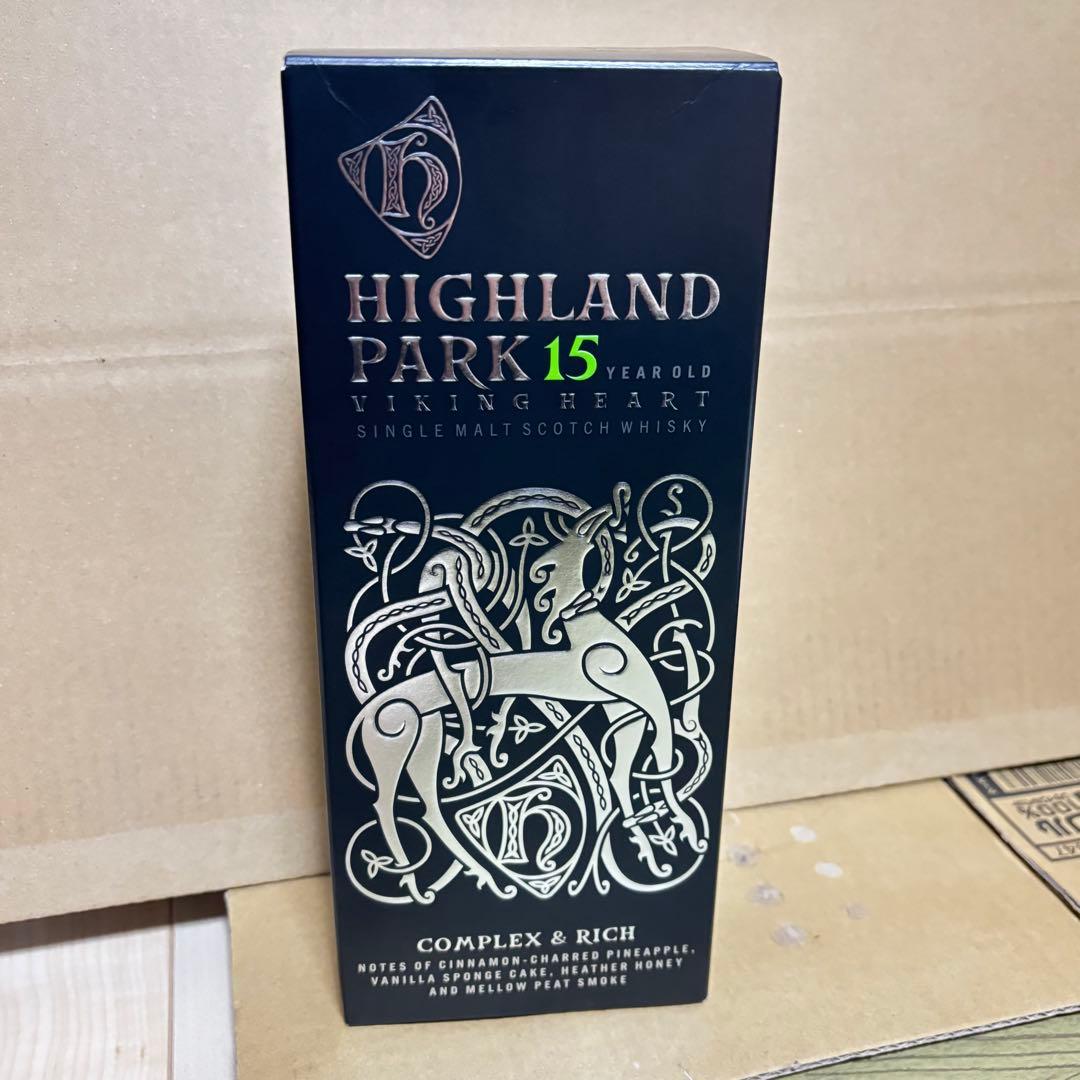 HIGHLAND
PARK 15 YEAR OLD
VIKING HEART
SINGLE MALT SCOTCH WHISKY
COMPLEX & RICH
NOTES OF CINNAMON-CHARRED PINEAPPLE,
VANILLA SPONGE CAKE, HEATHER HONEY
AND MELLOW PEAT SMOKE